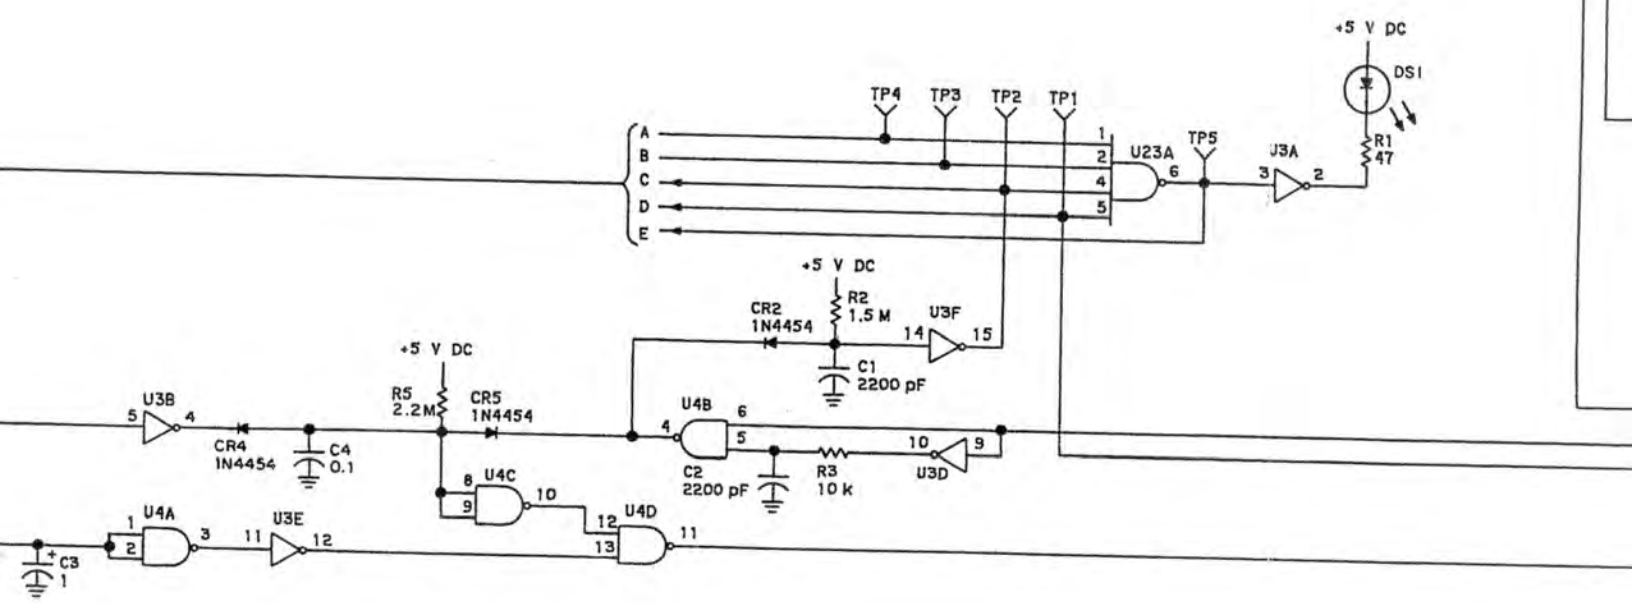 +5 V DC
DS1
R1
47
TP4 TP3 TP2 TP1
A
B
C
D
E
1
2
4
5
U23A
6
TP5
U3A
3
2
+5 V DC
R2
1.5 M
CR2
1N4454
U3F
14
15
C1
2200 pF
+5 V DC
R5
2.2M
CR5
1N4454
U3B
5
4
CR4
1N4454
C4
0.1
U4B
4
6
5
C2
2200 pF
R3
10 k
10
9
U3D
U4C
8
9
10
U4A
1
2
3
U3E
11
12
U4D
12
13
11
+
C3
1